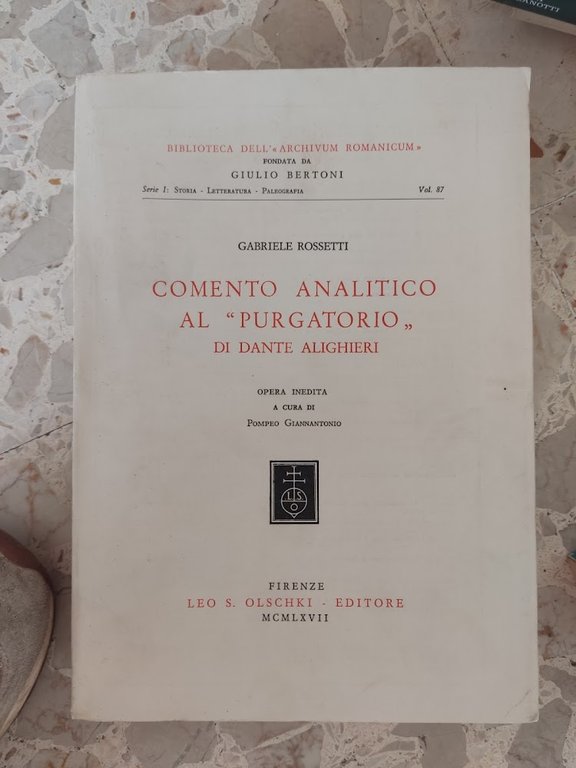 ZANOTTI
BIBLIOTECA DELL'«ARCHIVUM ROMANICUM»
FONDATA DA
GIULIO BERTONI
Serie I: STORIA - LETTERATURA - PALEOGRAFIA Vol. 87
GABRIELE ROSSETTI
COMENTO ANALITICO
AL “PURGATORIO„
DI DANTE ALIGHIERI
OPERA INEDITA
A CURA DI
POMPEO GIANNANTONIO
L S
O
FIRENZE
LEO S. OLSCHKI - EDITORE
MCMLXVII